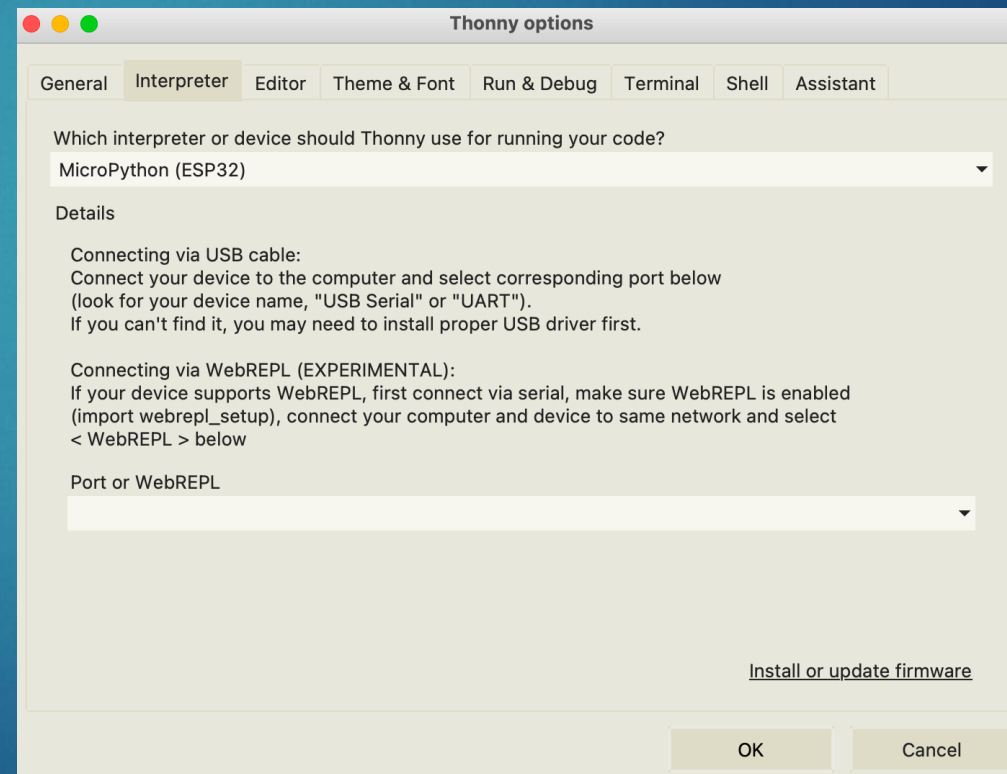 Thonny options
General Interpreter Editor Theme & Font Run & Debug Terminal Shell Assistant
Which interpreter or device should Thonny use for running your code?
MicroPython (ESP32)
Details
Connecting via USB cable:
Connect your device to the computer and select corresponding port below
(look for your device name, "USB Serial" or "UART").
If you can't find it, you may need to install proper USB driver first.
Connecting via WebREPL (EXPERIMENTAL):
If your device supports WebREPL, first connect via serial, make sure WebREPL is enabled
(import webrepl_setup), connect your computer and device to same network and select
< WebREPL > below
Port or WebREPL
Install or update firmware
OK Cancel